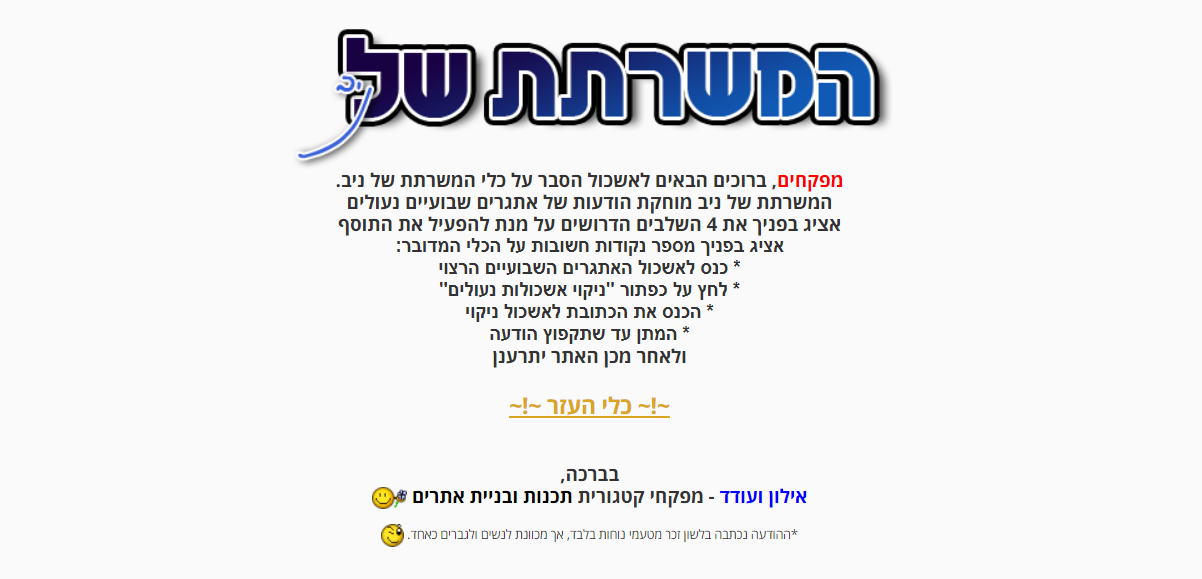 המשרתת של
ניב
מפקחים, ברוכים הבאים לאשכול הסבר על כלי המשרתת של ניב.
המשרתת של ניב מוחקת הודעות של אתגרים שבועיים נעולים
אציג בפניך את 4 השלבים הדרושים על מנת להפעיל את התוסף
אציג בפניך מספר נקודות חשובות על הכלי המדובר:
* כנס לאשכול האתגרים השבועיים הרצוי
* לחץ על כפתור "ניקוי אשכולות נעולים"
* הכנס את הכתובת לאשכול ניקוי
* המתן עד שתקפוץ הודעה
ולאחר מכן האתר יתרענן
~!~ כלי העזר ~!~
בברכה,
אילון ועודד - מפקחי קטגורית תכנות ובניית אתרים
*ההודעה נכתבה בלשון זכר מטעמי נוחות בלבד, אך מכוונת לנשים ולגברים כאחד.